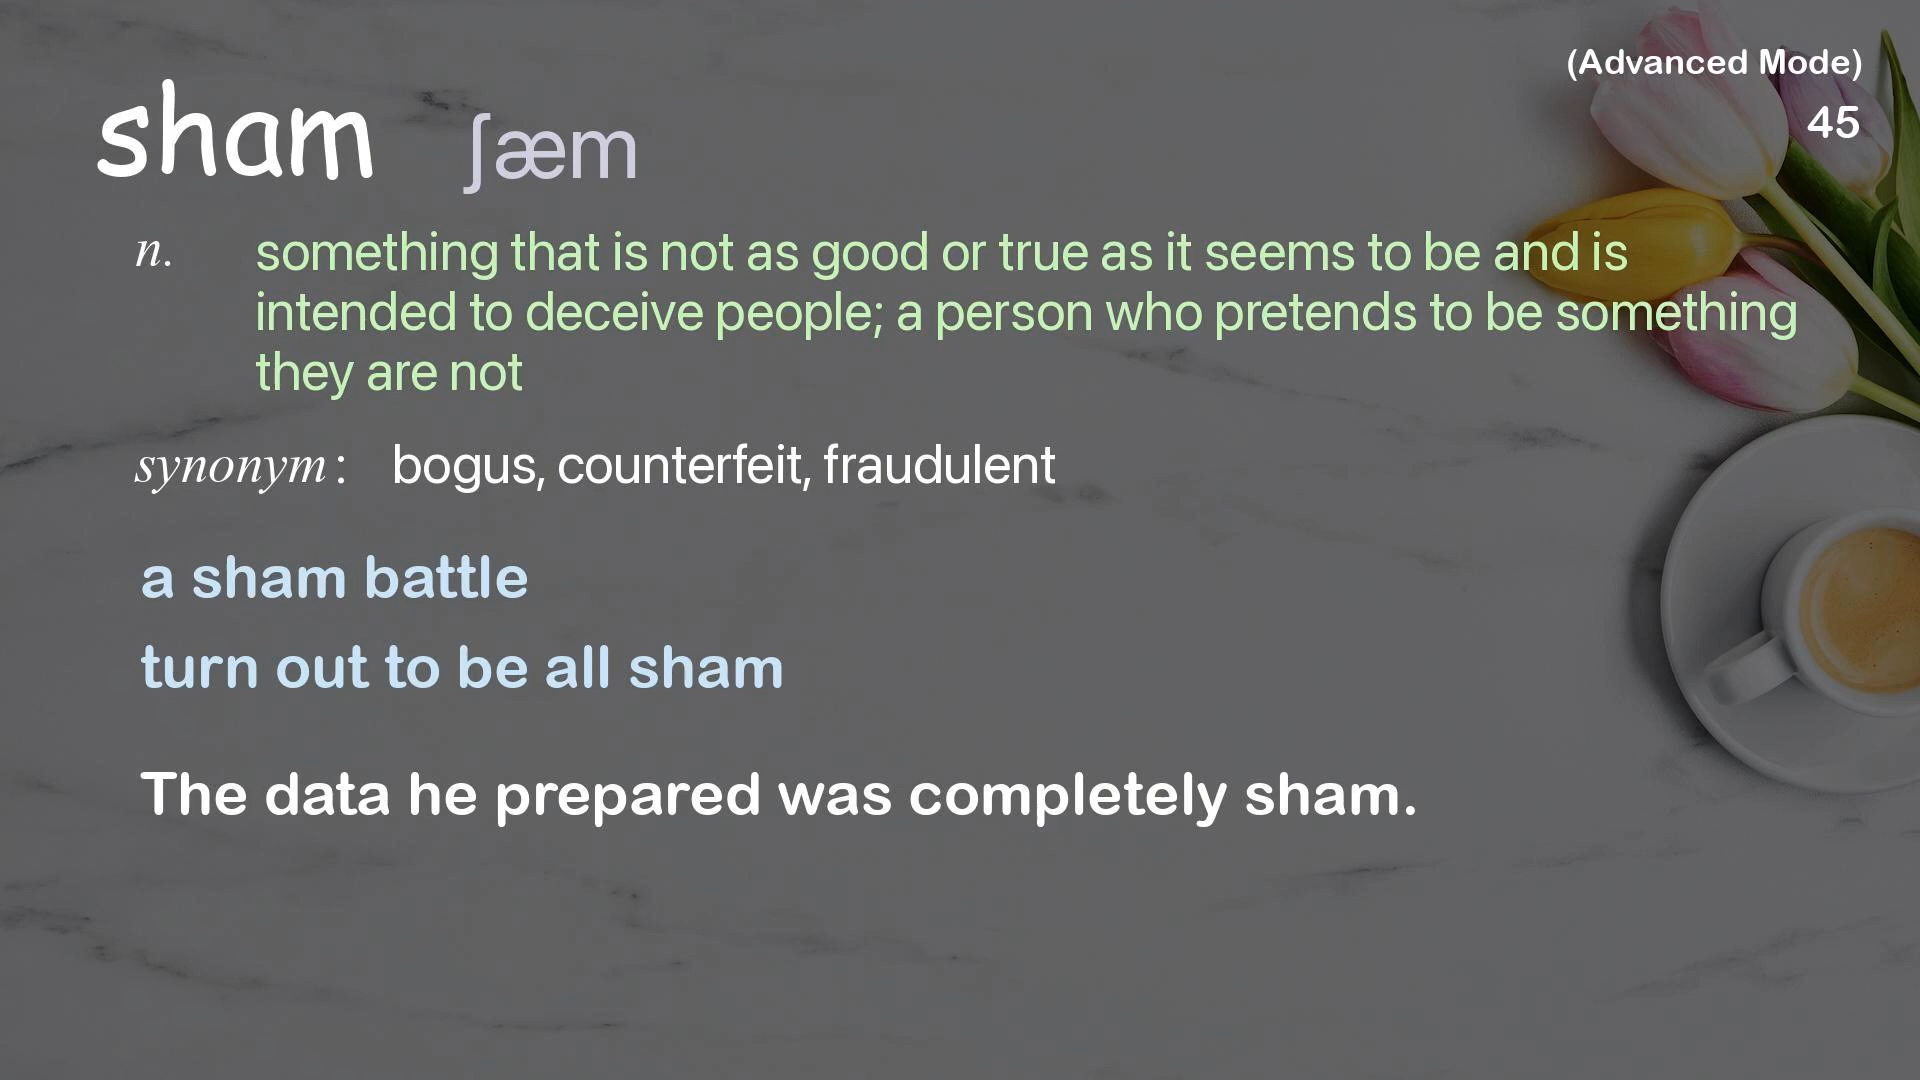 (Advanced Mode)
45
sham ʃæm
n. something that is not as good or true as it seems to be and is
intended to deceive people; a person who pretends to be something
they are not
synonym: bogus, counterfeit, fraudulent
a sham battle
turn out to be all sham
The data he prepared was completely sham.